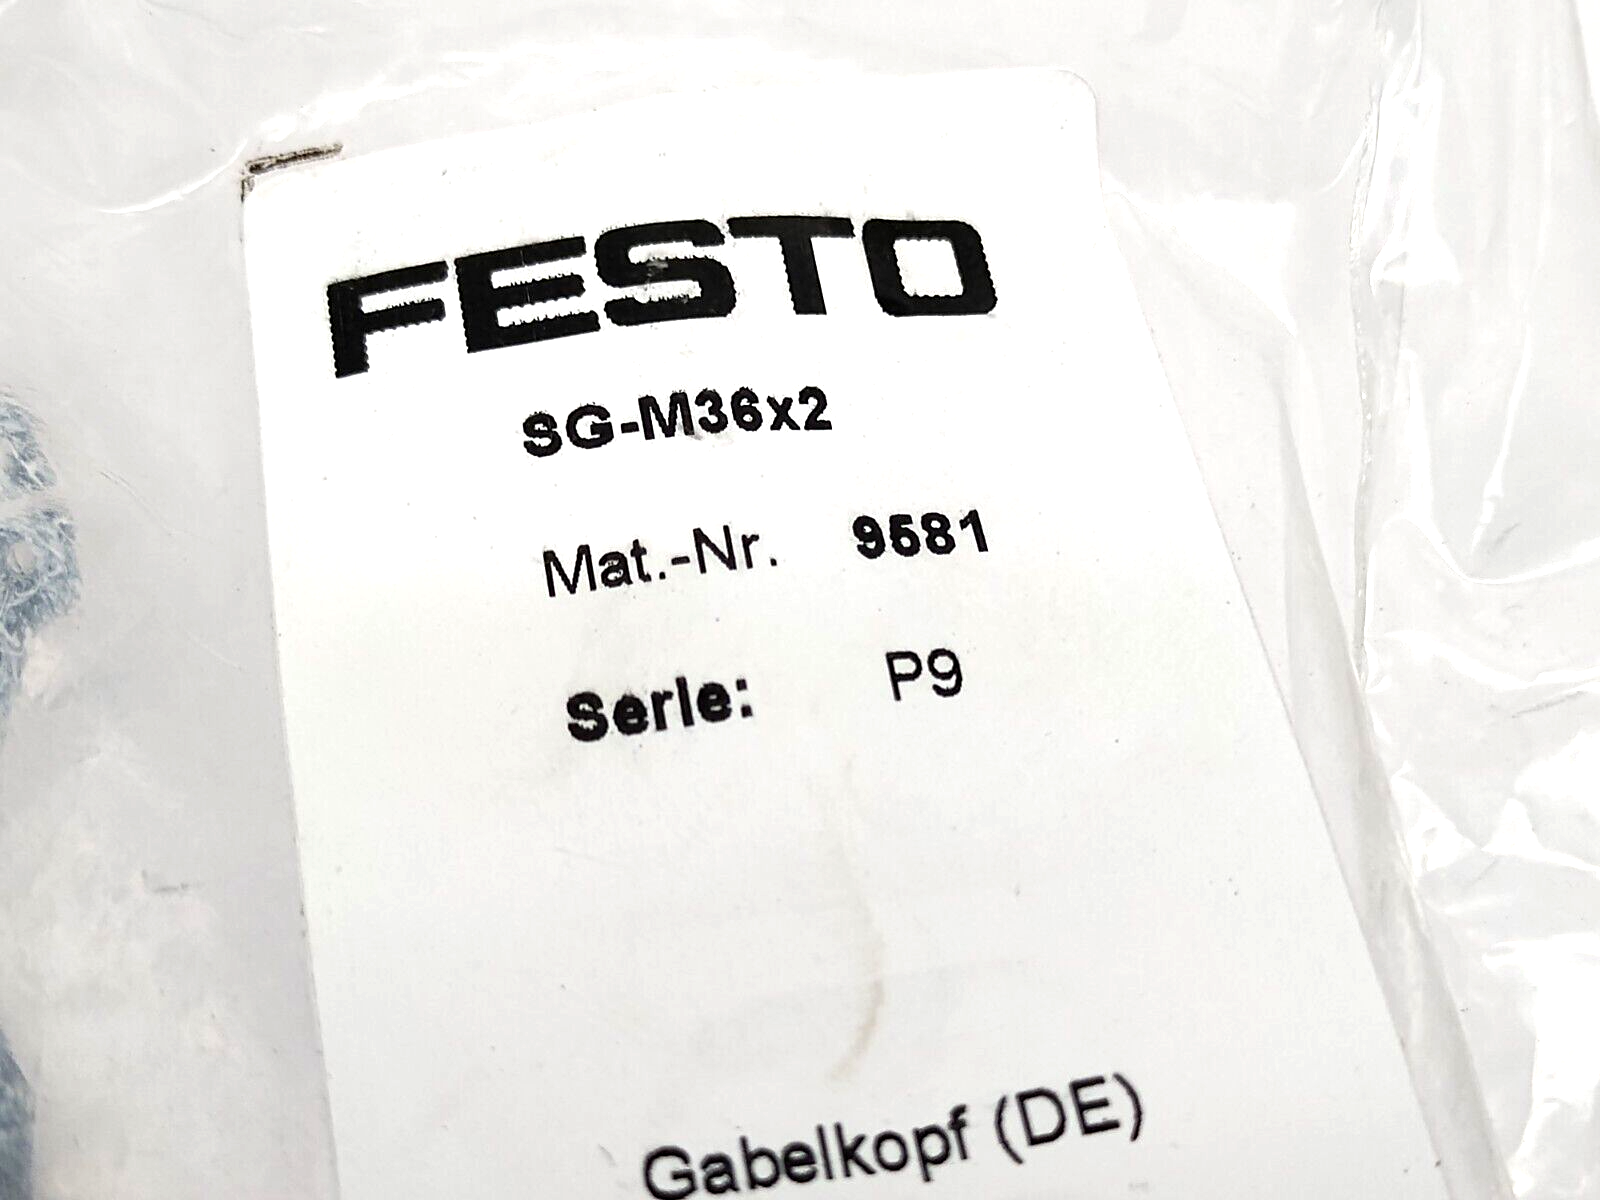 FESTO
SG-M36x2
Mat.-Nr. 9581
Serie: P9
Gabelkopf (DE)